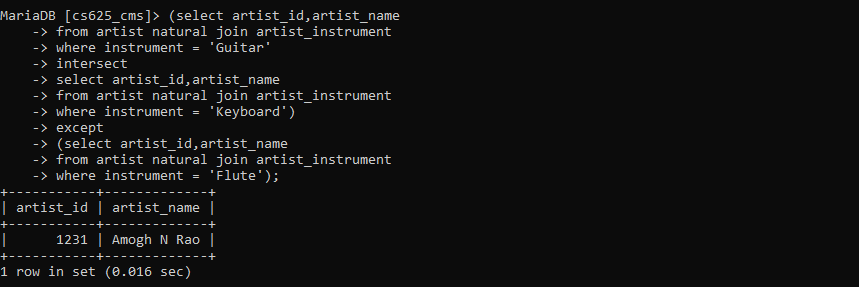 MariaDB [cs625_cms]> (select artist_id,artist_name
    -> from artist natural join artist_instrument
    -> where instrument = 'Guitar'
    -> intersect
    -> select artist_id,artist_name
    -> from artist natural join artist_instrument
    -> where instrument = 'Keyboard')
    -> except
    -> (select artist_id,artist_name
    -> from artist natural join artist_instrument
    -> where instrument = 'Flute');
+-----------+-------------+
| artist_id | artist_name |
+-----------+-------------+
|      1231 | Amogh N Rao |
+-----------+-------------+
1 row in set (0.016 sec)